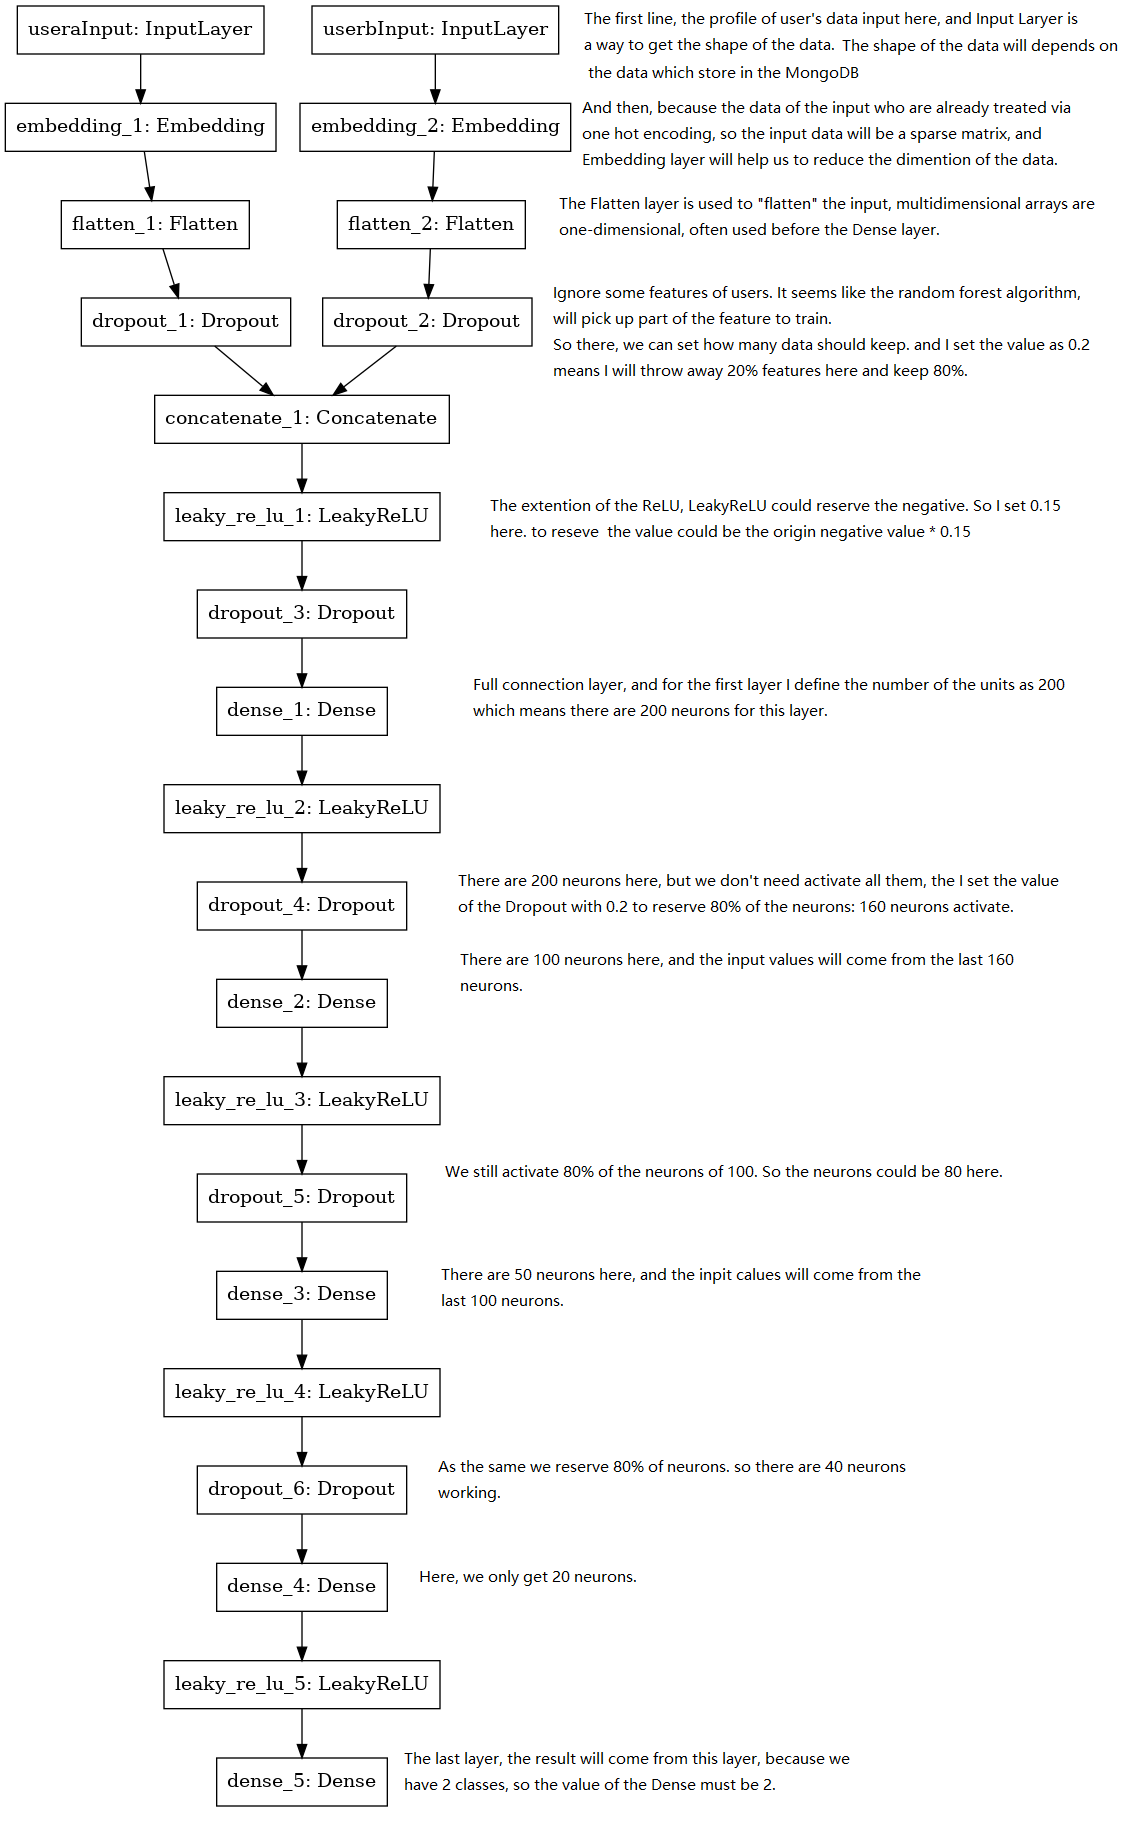 useraInput: InputLayer
userbInput: InputLayer
The first line, the profile of user's data input here, and Input Laryer is
a way to get the shape of the data. The shape of the data will depends on
the data which store in the MongoDB
embedding_1: Embedding
embedding_2: Embedding
And then, because the data of the input who are already treated via
one hot encoding, so the input data will be a sparse matrix, and
Embedding layer will help us to reduce the dimention of the data.
flatten_1: Flatten
flatten_2: Flatten
The Flatten layer is used to "flatten" the input, multidimensional arrays are
one-dimensional, often used before the Dense layer.
dropout_1: Dropout
dropout_2: Dropout
Ignore some features of users. It seems like the random forest algorithm,
will pick up part of the feature to train.
So there, we can set how many data should keep. and I set the value as 0.2
means I will throw away 20% features here and keep 80%.
concatenate_1: Concatenate
leaky_re_lu_1: LeakyReLU
The extention of the ReLU, LeakyReLU could reserve the negative. So I set 0.15
here. to reseve the value could be the origin negative value * 0.15
dropout_3: Dropout
dense_1: Dense
Full connection layer, and for the first layer I define the number of the units as 200
which means there are 200 neurons for this layer.
leaky_re_lu_2: LeakyReLU
dropout_4: Dropout
There are 200 neurons here, but we don't need activate all them, the I set the value
of the Dropout with 0.2 to reserve 80% of the neurons: 160 neurons activate.
dense_2: Dense
There are 100 neurons here, and the input values will come from the last 160
neurons.
leaky_re_lu_3: LeakyReLU
dropout_5: Dropout
We still activate 80% of the neurons of 100. So the neurons could be 80 here.
dense_3: Dense
There are 50 neurons here, and the inpit calues will come from the
last 100 neurons.
leaky_re_lu_4: LeakyReLU
dropout_6: Dropout
As the same we reserve 80% of neurons. so there are 40 neurons
working.
dense_4: Dense
Here, we only get 20 neurons.
leaky_re_lu_5: LeakyReLU
dense_5: Dense
The last layer, the result will come from this layer, because we
have 2 classes, so the value of the Dense must be 2.